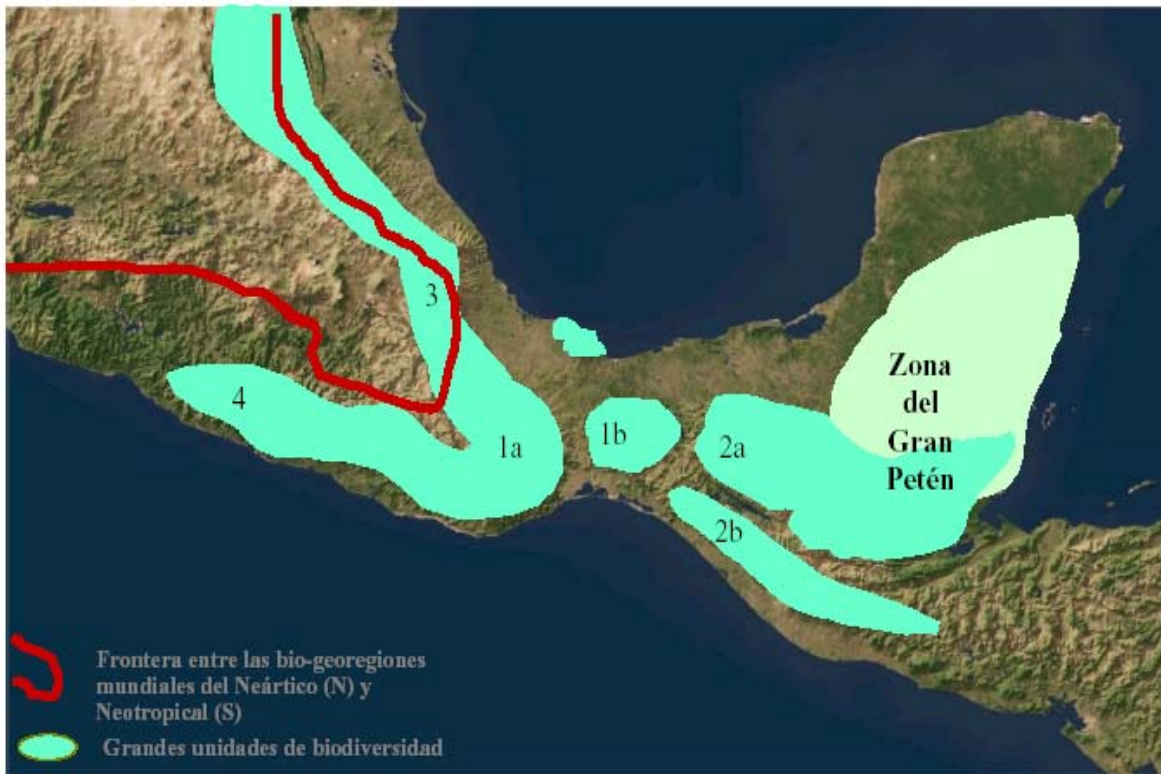 3
4
1a
1b
2a
2b
Zona
del
Gran
Petén
Frontera entre las bio-georegiones
mundiales del Neártico (N) y
Neotropical (S)
Grandes unidades de biodiversidad